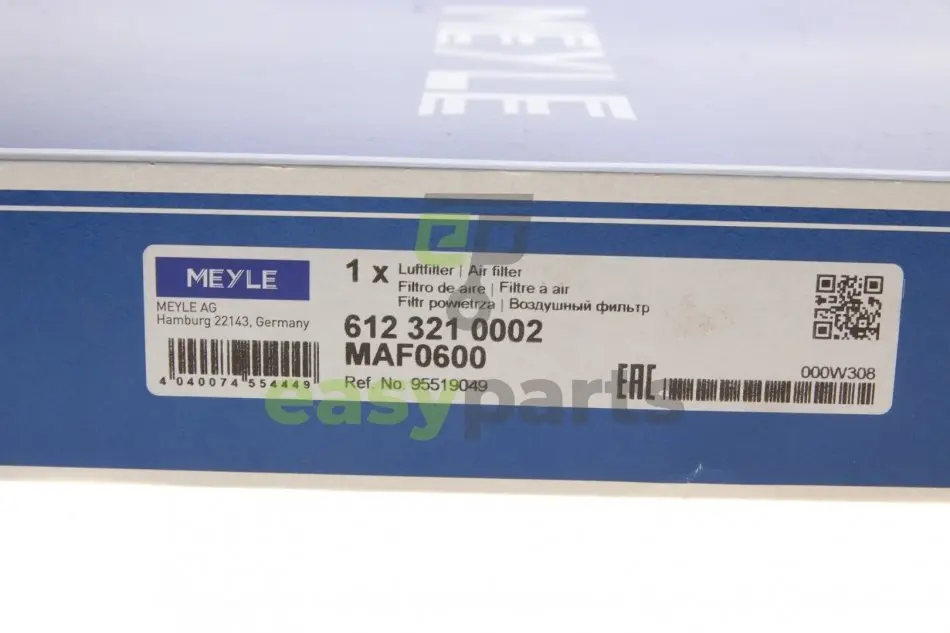 MEYLE
MEYLE
MEYLE AG
Hamburg 22143, Germany
4 040074 554449
1 x
Luftfilter | Air filter
Filtro de aire | Filtre à air
Filtr powietrza | Воздушный фильтр
612 321 0002
MAF0600
Ref. No. 95519049
EAC
000W308
easyparts